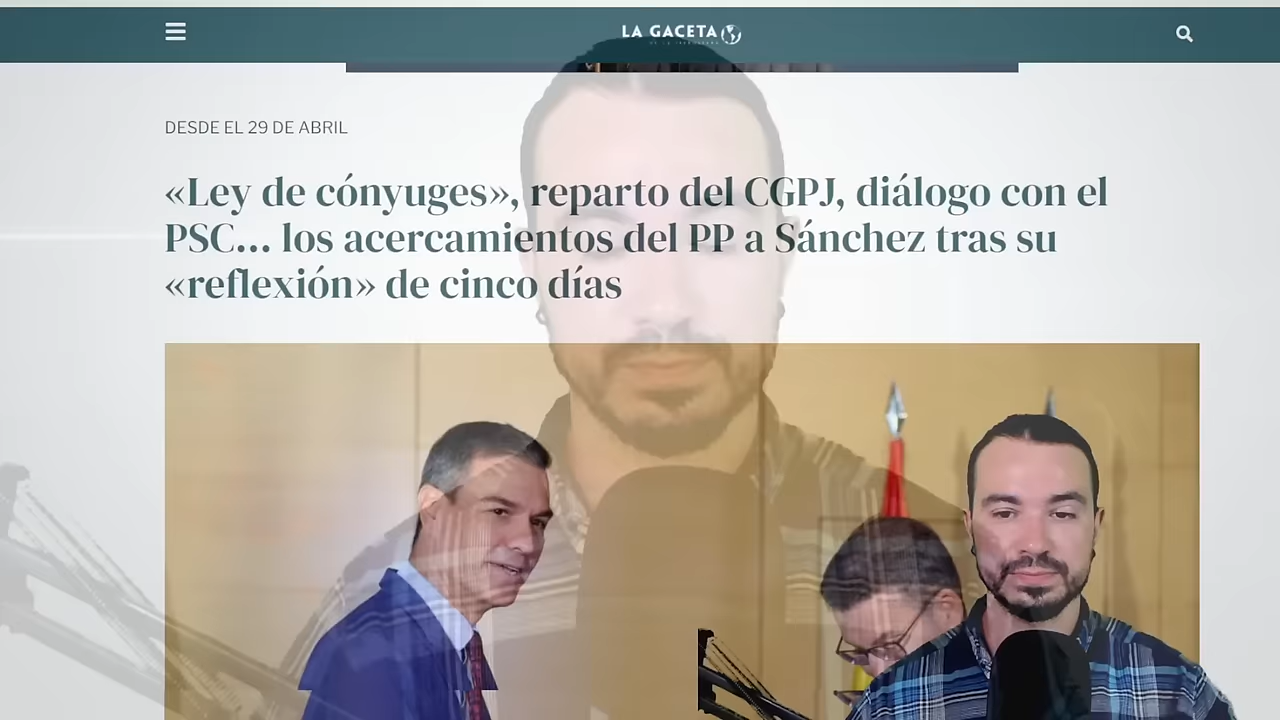 LA GACETA
DESDE EL 29 DE ABRIL
«Ley de cónyuges», reparto del CGPJ, diálogo con el
PSC... los acercamientos del PP a Sánchez tras su
«reflexión» de cinco días